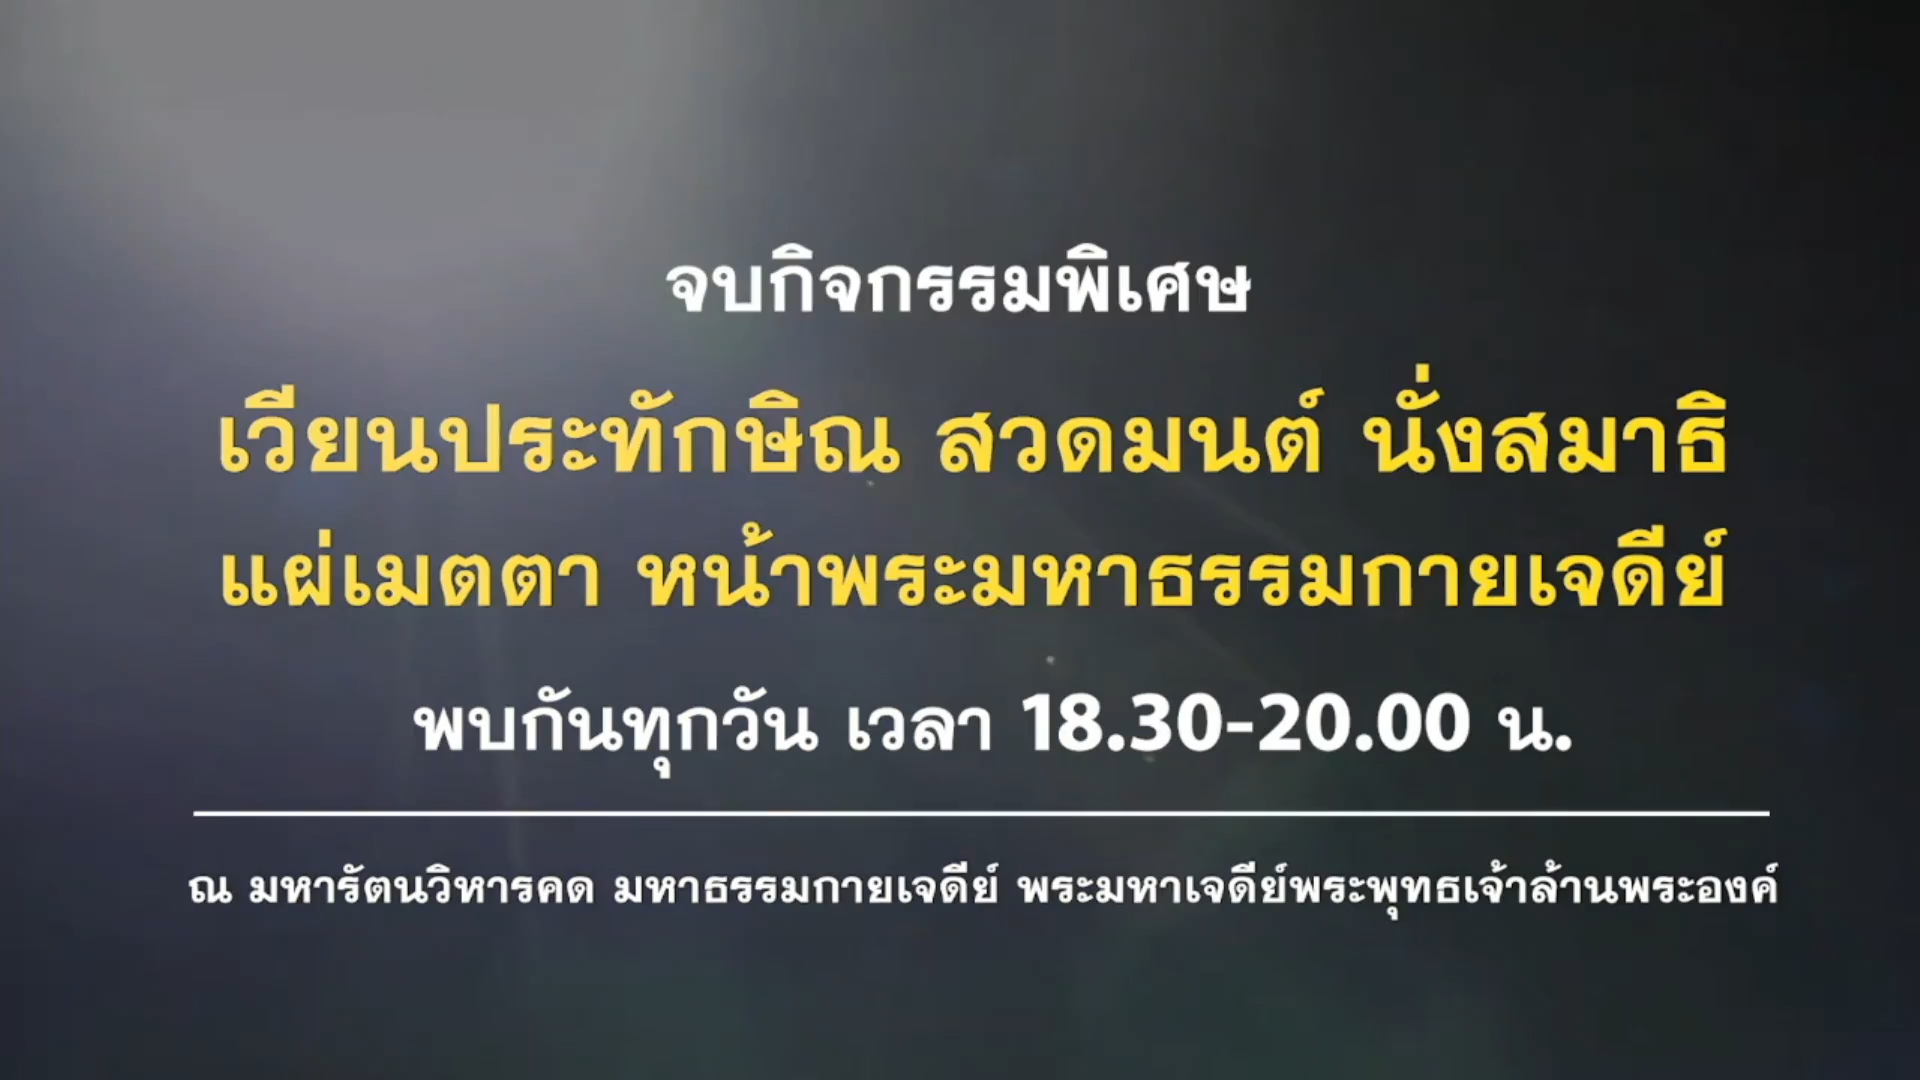 จบกิจกรรมพิเศษ
เวียนประทักษิณ สวดมนต์ นั่งสมาธิ
แผ่เมตตา หน้าพระมหาธรรมกายเจดีย์
พบกันทุกวัน เวลา 18.30-20.00 น.
ณ มหารัตนวิหารคด มหาธรรมกายเจดีย์ พระมหาเจดีย์พระพุทธเจ้าล้านพระองค์